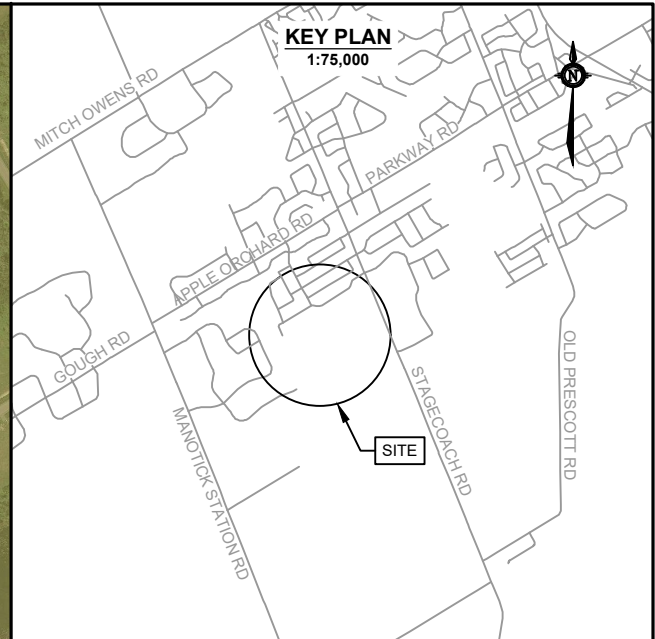 KEY PLAN
1:75,000
N
MITCH OWENS RD
PARKWAY RD
APPLE ORCHARD RD
GOUGH RD
MANOTICK STATION RD
STAGECOACH RD
OLD PRESCOTT RD
SITE